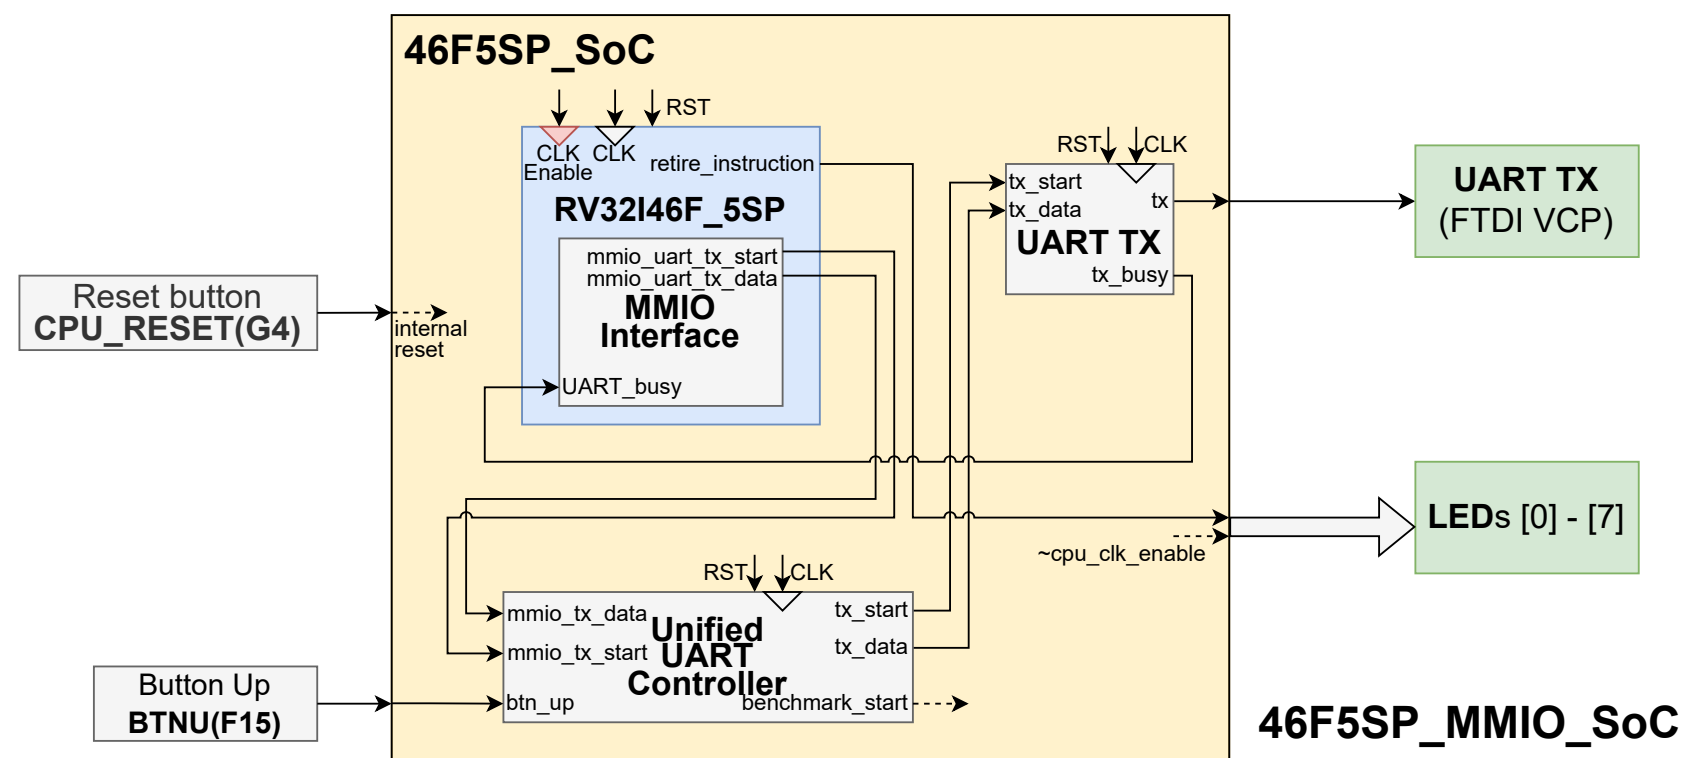 46F5SP_SoC
RST
CLK
Enable
CLK
retire_instruction
RV32I46F_5SP
mmio_uart_tx_start
mmio_uart_tx_data
MMIO
Interface
UART_busy
RST
CLK
tx_start
tx_data
tx
UART TX
tx_busy
UART TX
(FTDI VCP)
Reset button
CPU_RESET(G4)
internal
reset
LEDs [0] - [7]
~cpu_clk_enable
RST
CLK
mmio_tx_data
mmio_tx_start
btn_up
Unified
UART
Controller
tx_start
tx_data
benchmark_start
Button Up
BTNU(F15)
46F5SP_MMIO_SoC